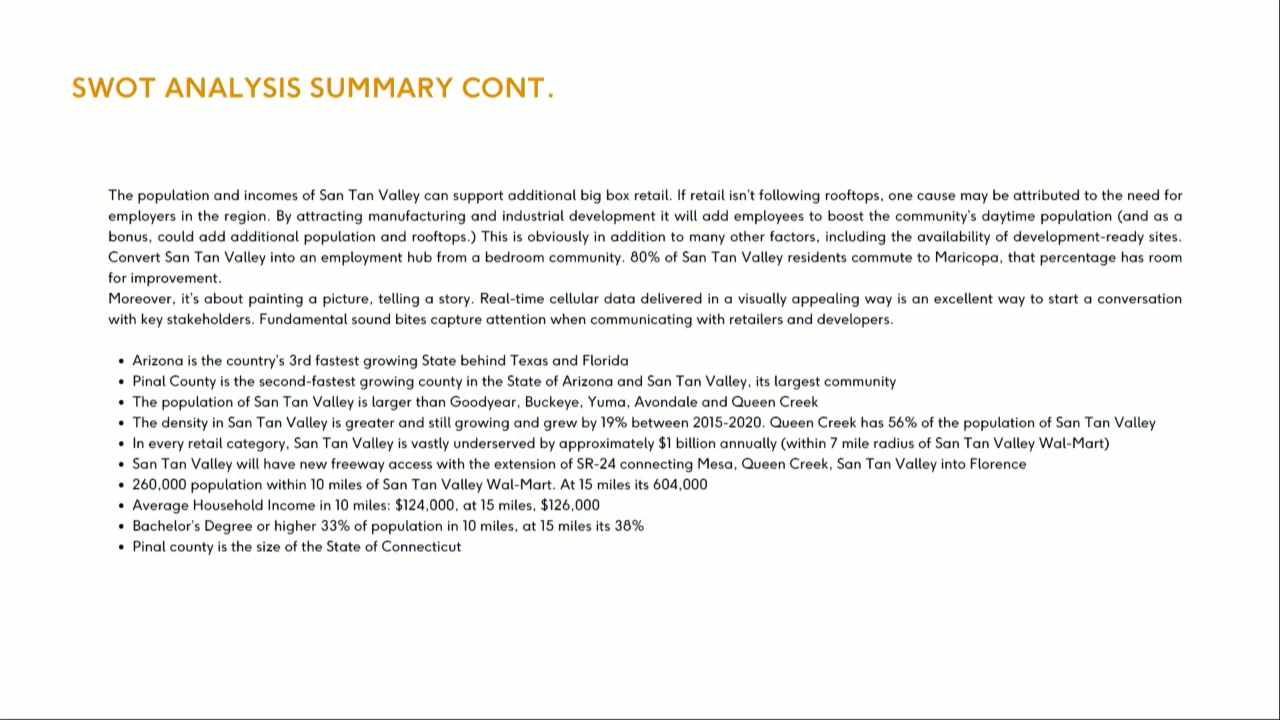 SWOT ANALYSIS SUMMARY CONT.
The population and incomes of San Tan Valley can support additional big box retail. If retail isn't following rooftops, one cause may be attributed to the need for
employers in the region. By attracting manufacturing and industrial development it will add employees to boost the community's daytime population (and as a
bonus, could add additional population and rooftops.) This is obviously in addition to many other factors, including the availability of development-ready sites.
Convert San Tan Valley into an employment hub from a bedroom community. 80% of San Tan Valley residents commute to Maricopa, that percentage has room
for improvement.
Moreover, it's about painting a picture, telling a story. Real-time cellular data delivered in a visually appealing way is an excellent way to start a conversation
with key stakeholders. Fundamental sound bites capture attention when communicating with retailers and developers.
• Arizona is the country's 3rd fastest growing State behind Texas and Florida
• Pinal County is the second-fastest growing county in the State of Arizona and San Tan Valley, its largest community
• The population of San Tan Valley is larger than Goodyear, Buckeye, Yuma, Avondale and Queen Creek
• The density in San Tan Valley is greater and still growing and grew by 19% between 2015-2020. Queen Creek has 56% of the population of San Tan Valley
• In every retail category, San Tan Valley is vastly underserved by approximately $1 billion annually (within 7 mile radius of San Tan Valley Wal-Mart)
• San Tan Valley will have new freeway access with the extension of SR-24 connecting Mesa, Queen Creek, San Tan Valley into Florence
• 260,000 population within 10 miles of San Tan Valley Wal-Mart. At 15 miles its 604,000
• Average Household Income in 10 miles: $124,000, at 15 miles, $126,000
• Bachelor's Degree or higher 33% of population in 10 miles, at 15 miles its 38%
• Pinal county is the size of the State of Connecticut